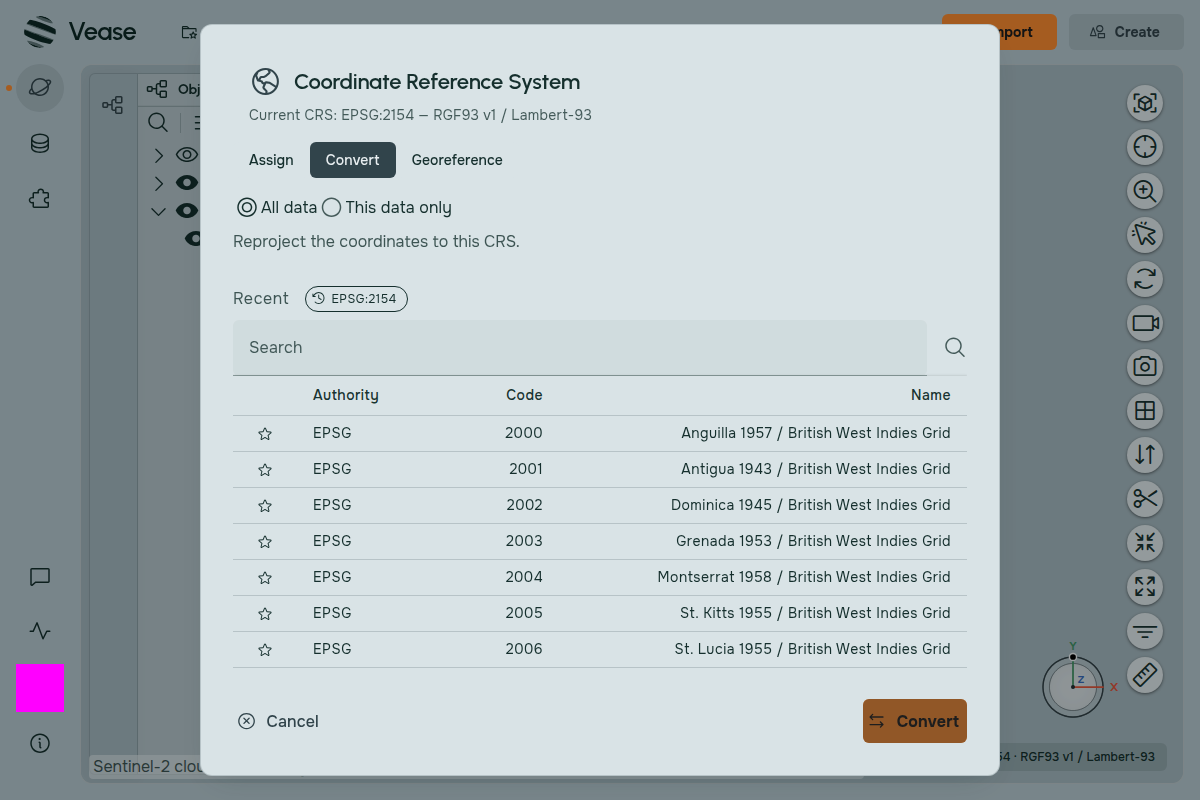 Vease
port
Create
Obj
Coordinate Reference System
Current CRS: EPSG:2154 — RGF93 v1 / Lambert-93
Assign Convert Georeference
All data This data only
Reproject the coordinates to this CRS.
Recent EPSG:2154
Search
Authority Code Name
EPSG 2000 Anguilla 1957 / British West Indies Grid
EPSG 2001 Antigua 1943 / British West Indies Grid
EPSG 2002 Dominica 1945 / British West Indies Grid
EPSG 2003 Grenada 1953 / British West Indies Grid
EPSG 2004 Montserrat 1958 / British West Indies Grid
EPSG 2005 St. Kitts 1955 / British West Indies Grid
EPSG 2006 St. Lucia 1955 / British West Indies Grid
Y
Z
X
Cancel Convert
54 · RGF93 v1 / Lambert-93
Sentinel-2 clou